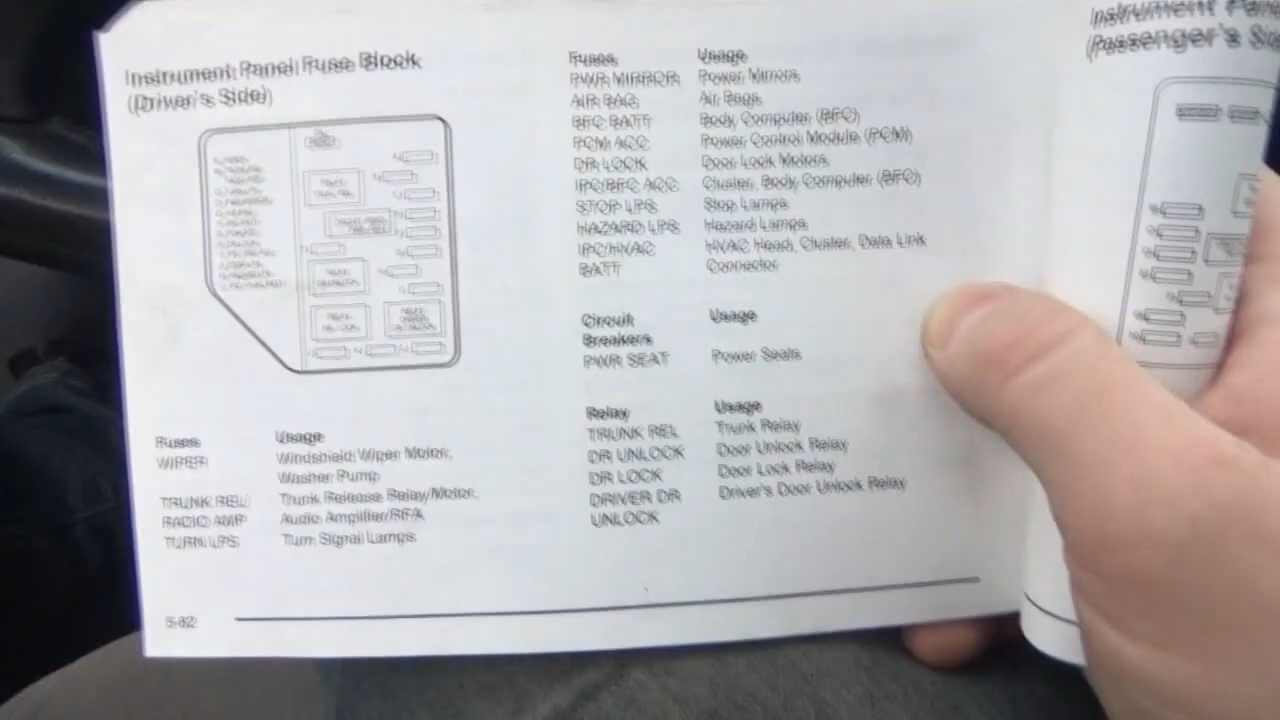 Instrument Panel Fuse Block
(Driver's Side)
Fuses Usage
WIPER Windshield Wiper Motor,
Washer Pump
TRUNK REL Trunk Release Relay/Motor,
RADIO AMP Audio Amplifier/RFA
TURN LPS Turn Signal Lamps
5-82
Fuses Usage
PWR MIRROR Power Mirrors
AIR BAG Air Bags
BFC BATT Body Computer (BFC)
PCM ACC Power Control Module (PCM)
DR LOCK Door Lock Motors
IPC/BFC ACC Cluster, Body Computer (BFC)
STOP LPS Stop Lamps
HAZARD LPS Hazard Lamps
IPC/HVAC HVAC Head, Cluster, Data Link
BATT Connector
Circuit Usage
Breakers
PWR SEAT Power Seats
Relay Usage
TRUNK REL Trunk Relay
DR UNLOCK Door Unlock Relay
DR LOCK Door Lock Relay
DRIVER DR Driver's Door Unlock Relay
UNLOCK
Instrument
(Passenger's